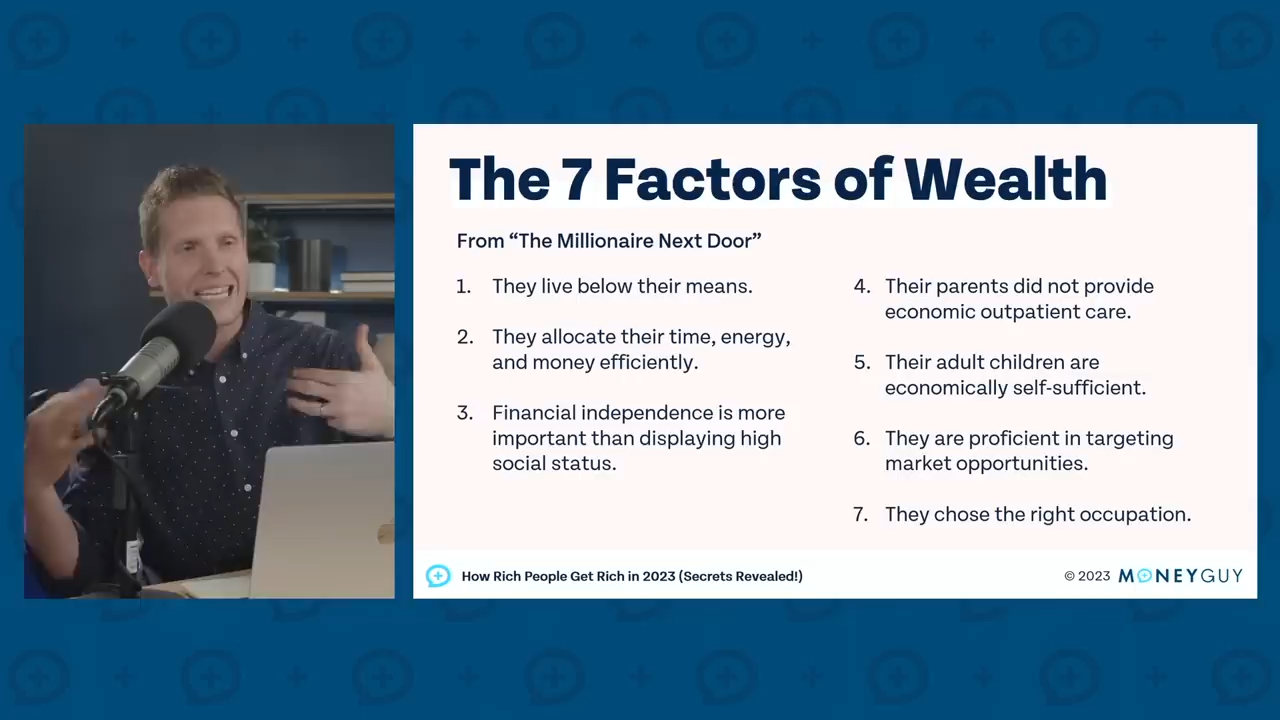 The 7 Factors of Wealth
From “The Millionaire Next Door”
1. They live below their means.
2. They allocate their time, energy,
and money efficiently.
3. Financial independence is more
important than displaying high
social status.
4. Their parents did not provide
economic outpatient care.
5. Their adult children are
economically self-sufficient.
6. They are proficient in targeting
market opportunities.
7. They chose the right occupation.
How Rich People Get Rich in 2023 (Secrets Revealed!)
© 2023 MONEYGUY